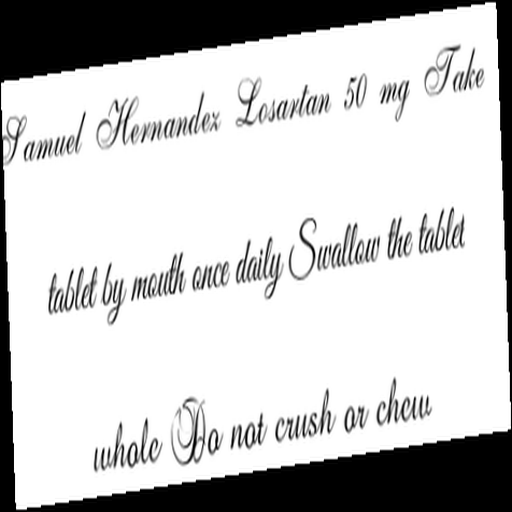 Samuel Hernandez Losartan 50 mg Take
tablet by mouth once daily Swallow the tablet
whole Do not crush or chew